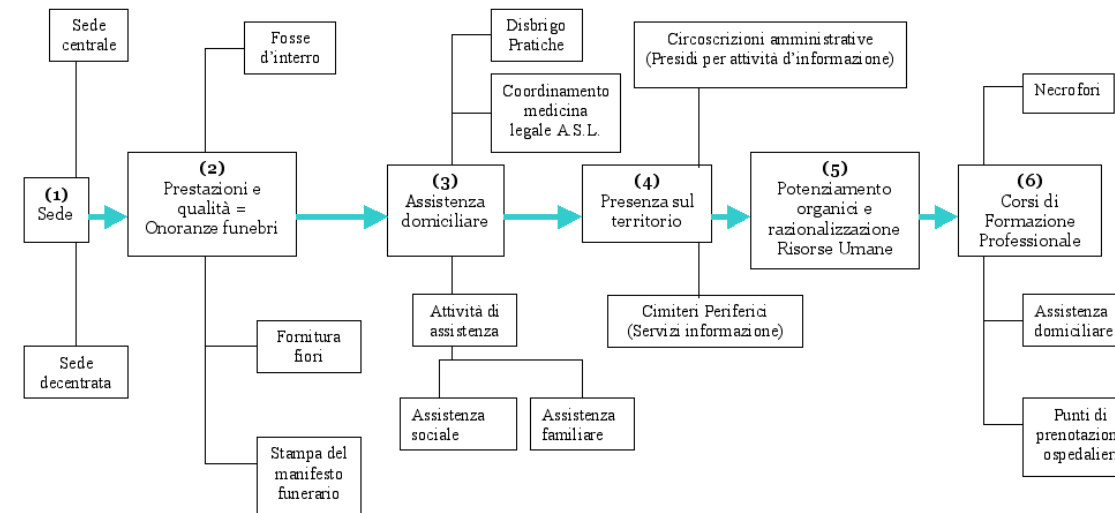 Sede
centrale
(1)
Sede
Sede
decentrata
Fosse
d'interro
(2)
Prestazioni e
qualità =
Onoranze funebri
Fornitura
fiori
Stampa del
manifesto
funerario
Disbrigo
Pratiche
Coordinamento
medicina
legale A.S.L.
(3)
Assistenza
domiciliare
Attività di
assistenza
Assistenza
sociale
Assistenza
familiare
Circoscrizioni amministrative
(Presidi per attività d'informazione)
(4)
Presenza sul
territorio
Cimiteri Periferici
(Servizi informazione)
(5)
Potenziamento
organici e
razionalizzazione
Risorse Umane
Necrofori
(6)
Corsi di
Formazione
Professionale
Assistenza
domiciliare
Punti di
prenotazion
ospedalier